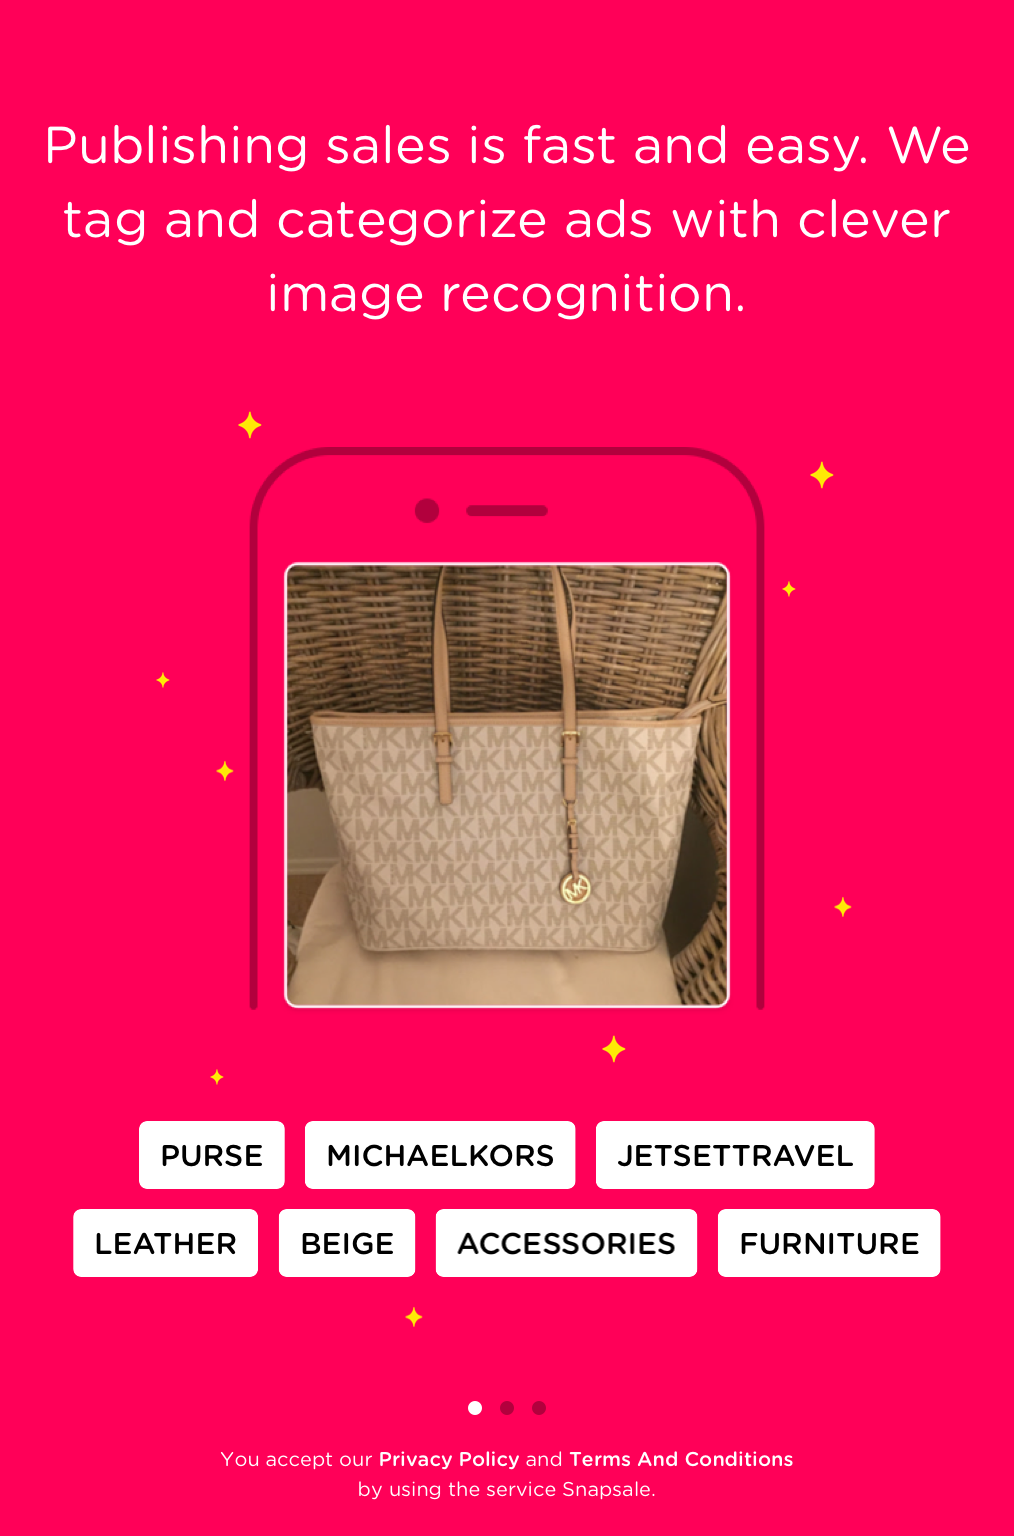 Publishing sales is fast and easy. We
tag and categorize ads with clever
image recognition.
MK
PURSE MICHAELKORS JETSETTRAVEL
LEATHER BEIGE ACCESSORIES FURNITURE
You accept our Privacy Policy and Terms And Conditions
by using the service Snapsale.